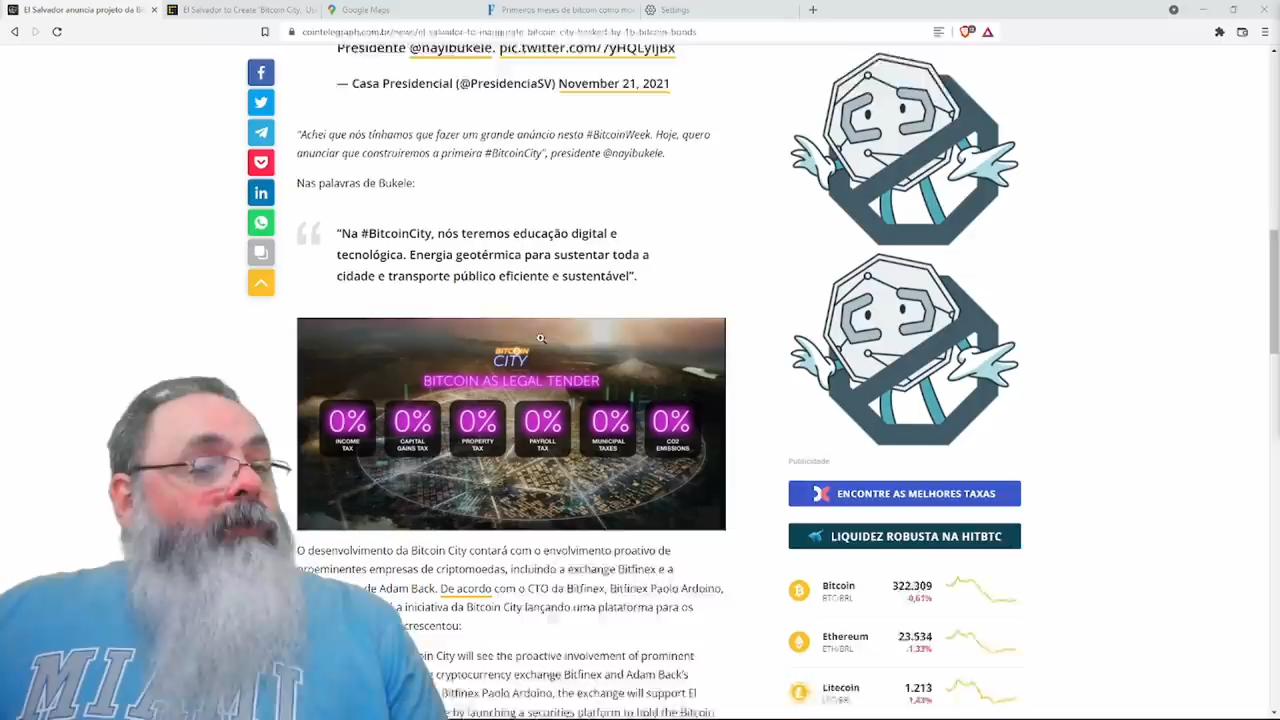 El Salvador anuncia projeto da Bi
El Salvador to Create 'Bitcoin City,' Us
Google Maps
Primeiros meses de bitcoin como mo
Settings
cointelegraph.com.br/news/el-salvador-to-inaugurate-bitcoin-city-backed-by-1b-bitcoin-bonds
Presidente @nayibukele. pic.twitter.com/7yHQLyljBx
— Casa Presidencial (@PresidenciaSV) November 21, 2021
"Achei que nós tínhamos que fazer um grande anúncio nesta #BitcoinWeek. Hoje, quero
anunciar que construiremos a primeira #BitcoinCity", presidente @nayibukele.
Nas palavras de Bukele:
“Na #BitcoinCity, nós teremos educação digital e
tecnológica. Energia geotérmica para sustentar toda a
cidade e transporte público eficiente e sustentável”.
BITCOIN
CITY
BITCOIN AS LEGAL TENDER
0% 0% 0% 0% 0% 0%
INCOME TAX
CAPITAL GAINS TAX
PROPERTY TAX
PAYROLL TAX
MUNICIPAL TAXES
CO2 EMISSIONS
O desenvolvimento da Bitcoin City contará com o envolvimento proativo de
proeminentes empresas de criptomoedas, incluindo a exchange Bitfinex e a
de Adam Back. De acordo com o CTO da Bitfinex, Bitfinex Paolo Ardoino,
a iniciativa da Bitcoin City lançando uma plataforma para os
crescentou:
coin City will see the proactive involvement of prominent
cryptocurrency exchange Bitfinex and Adam Back’s
Bitfinex Paolo Ardoino, the exchange will support El
by launching a securities platform to hold the Bitcoin
Publicidade
ENCONTRE AS MELHORES TAXAS
LIQUIDEZ ROBUSTA NA HITBTC
Bitcoin 322.309
BTC/BRL -0,61%
Ethereum 23.534
ETH/BRL -1.33%
Litecoin 1.213
LTC/BRL
MIAMI